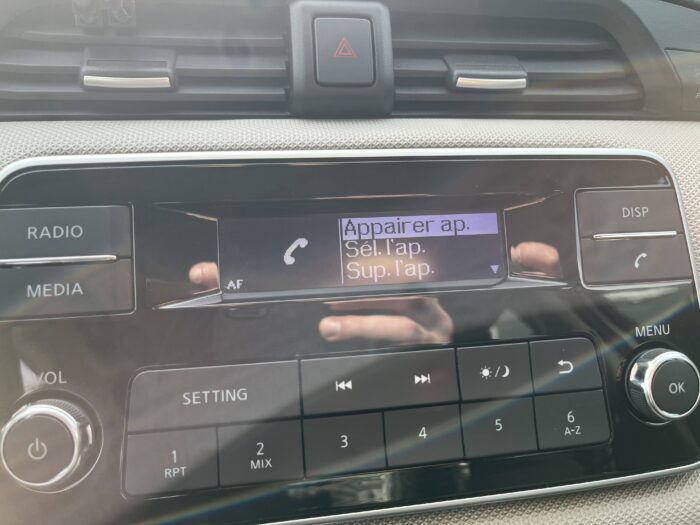 RADIO
MEDIA
Appairer ap.
Sél. l'ap.
Sup. l'ap.
AF
DISP
MENU
OK
VOL
SETTING
1
RPT
2
MIX
3
4
5
6
A-Z